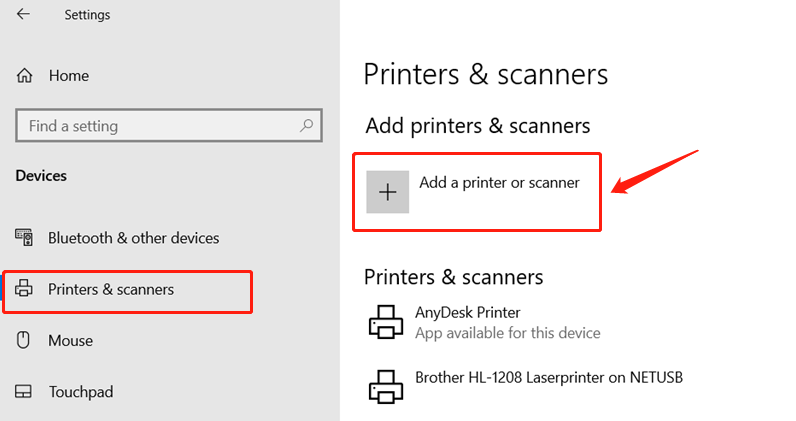 Settings
Home
Find a setting
Devices
Bluetooth & other devices
Printers & scanners
Mouse
Touchpad
Printers & scanners
Add printers & scanners
Add a printer or scanner
Printers & scanners
AnyDesk Printer
App available for this device
Brother HL-1208 Laserprinter on NETUSB